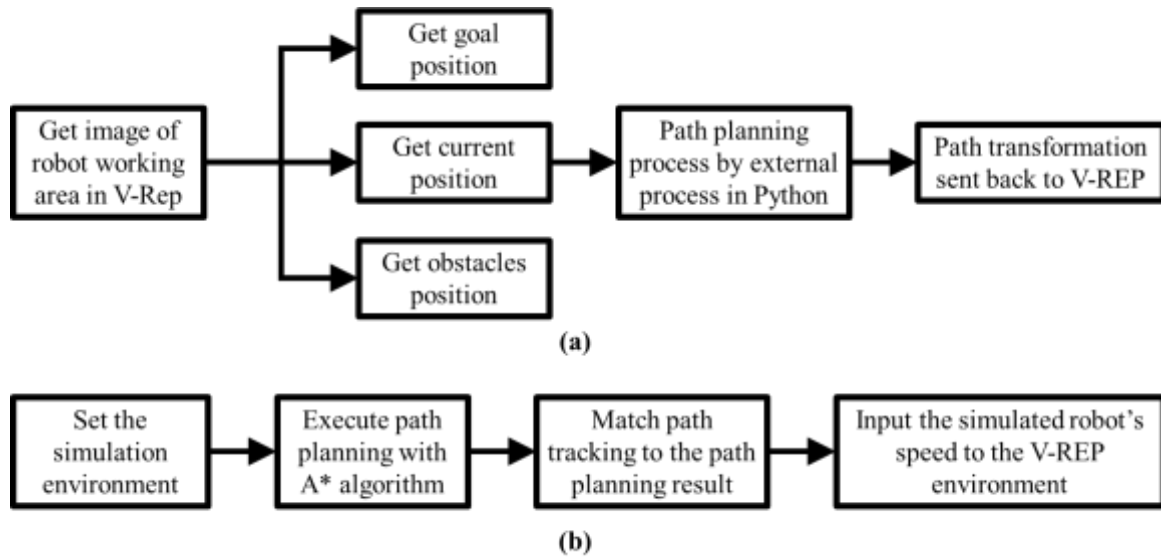 Get goal
position
Get image of
robot working
area in V-Rep
Get current
position
Path planning
process by external
process in Python
Path transformation
sent back to V-REP
Get obstacles
position
(a)
Set the
simulation
environment
Execute path
planning with
A* algorithm
Match path
tracking to the path
planning result
Input the simulated robot's
speed to the V-REP
environment
(b)